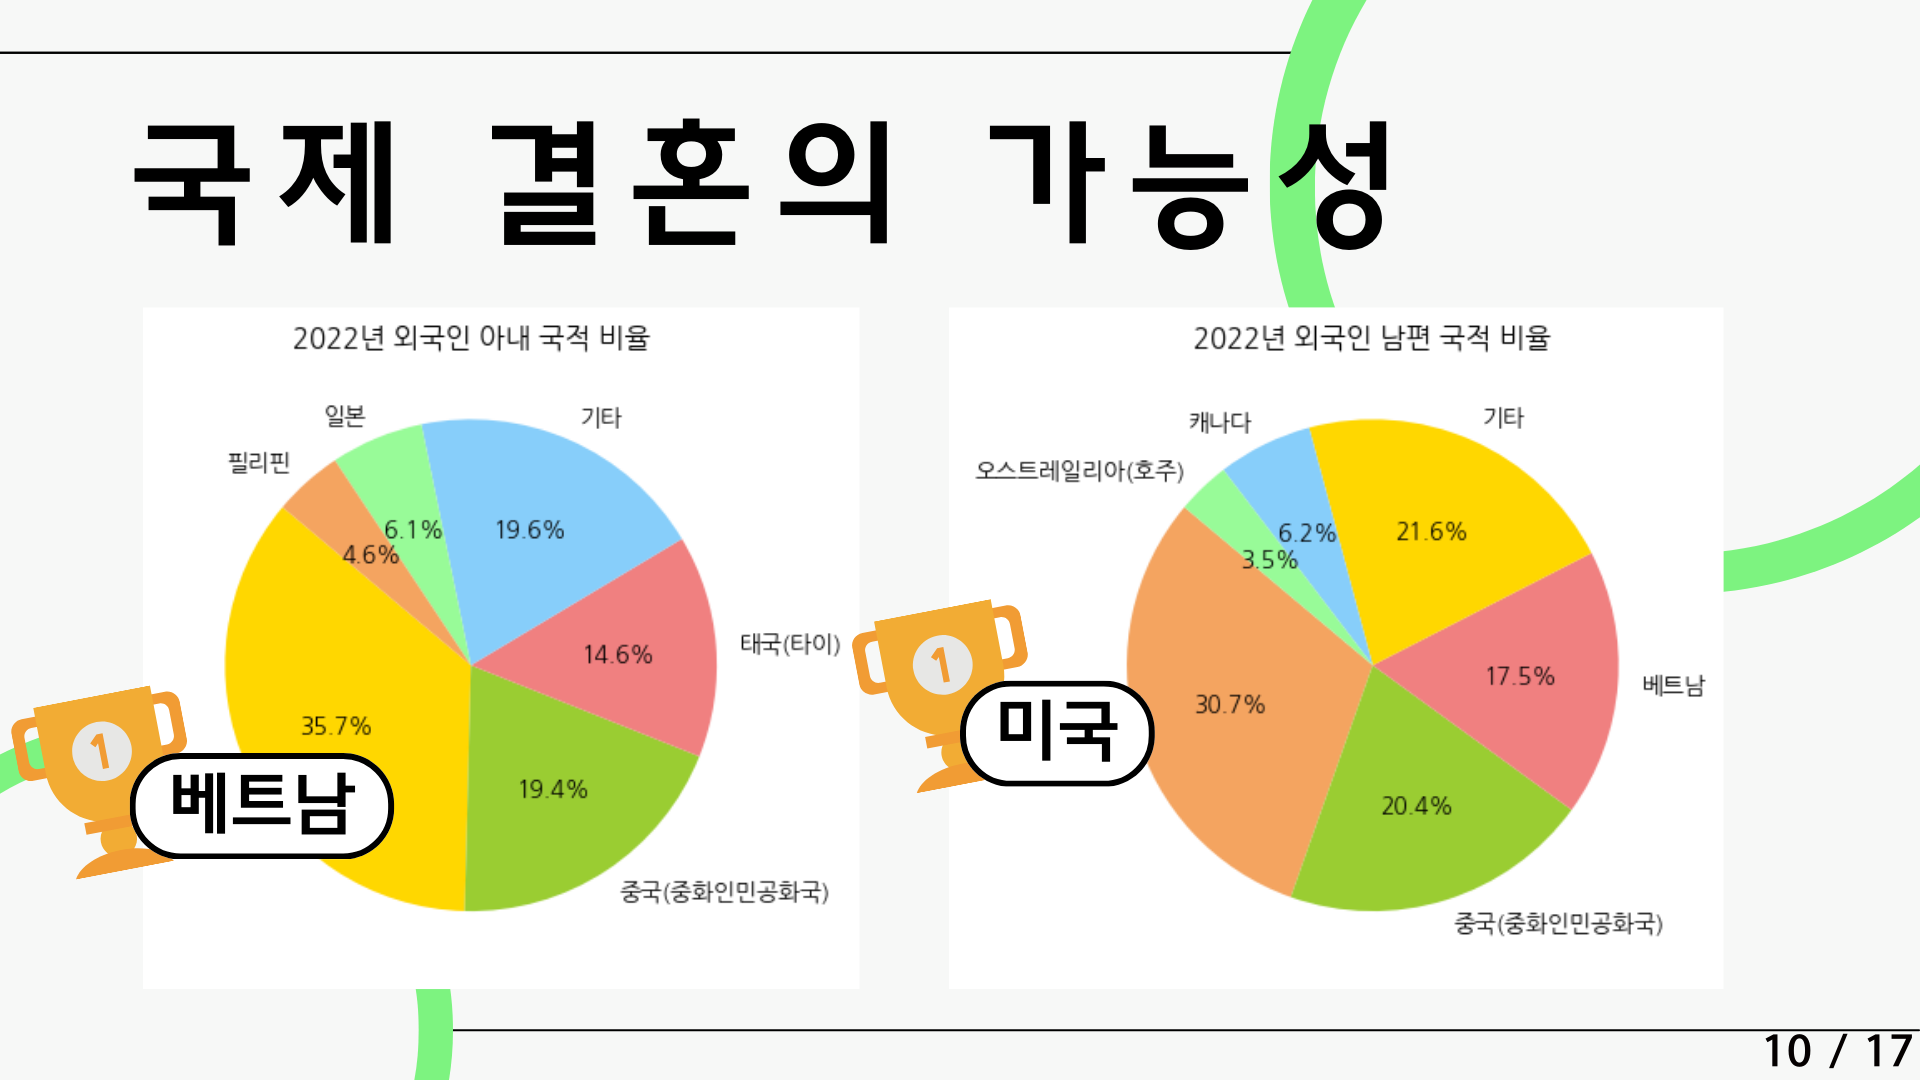 국제 결혼의 가능성
2022년 외국인 아내 국적 비율
일본
기타
필리핀
6.1%
19.6%
4.6%
태국(타이)
14.6%
35.7%
19.4%
1
베트남
중국(중화인민공화국)
2022년 외국인 남편 국적 비율
캐나다
기타
오스트레일리아(호주)
6.2%
21.6%
3.5%
베트남
17.5%
30.7%
1
미국
20.4%
중국(중화인민공화국)
10 / 17